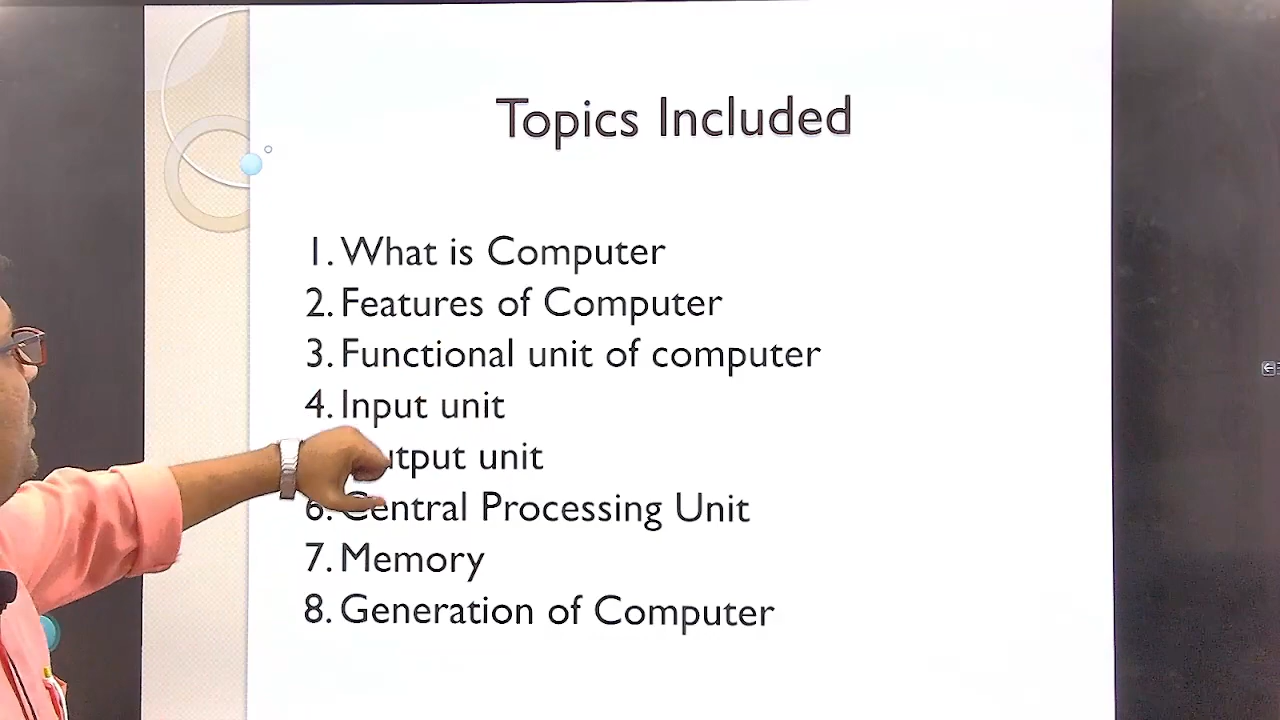 Topics Included
1. What is Computer
2. Features of Computer
3. Functional unit of computer
4. Input unit
unit
6. Central Processing Unit
7. Memory
8. Generation of Computer